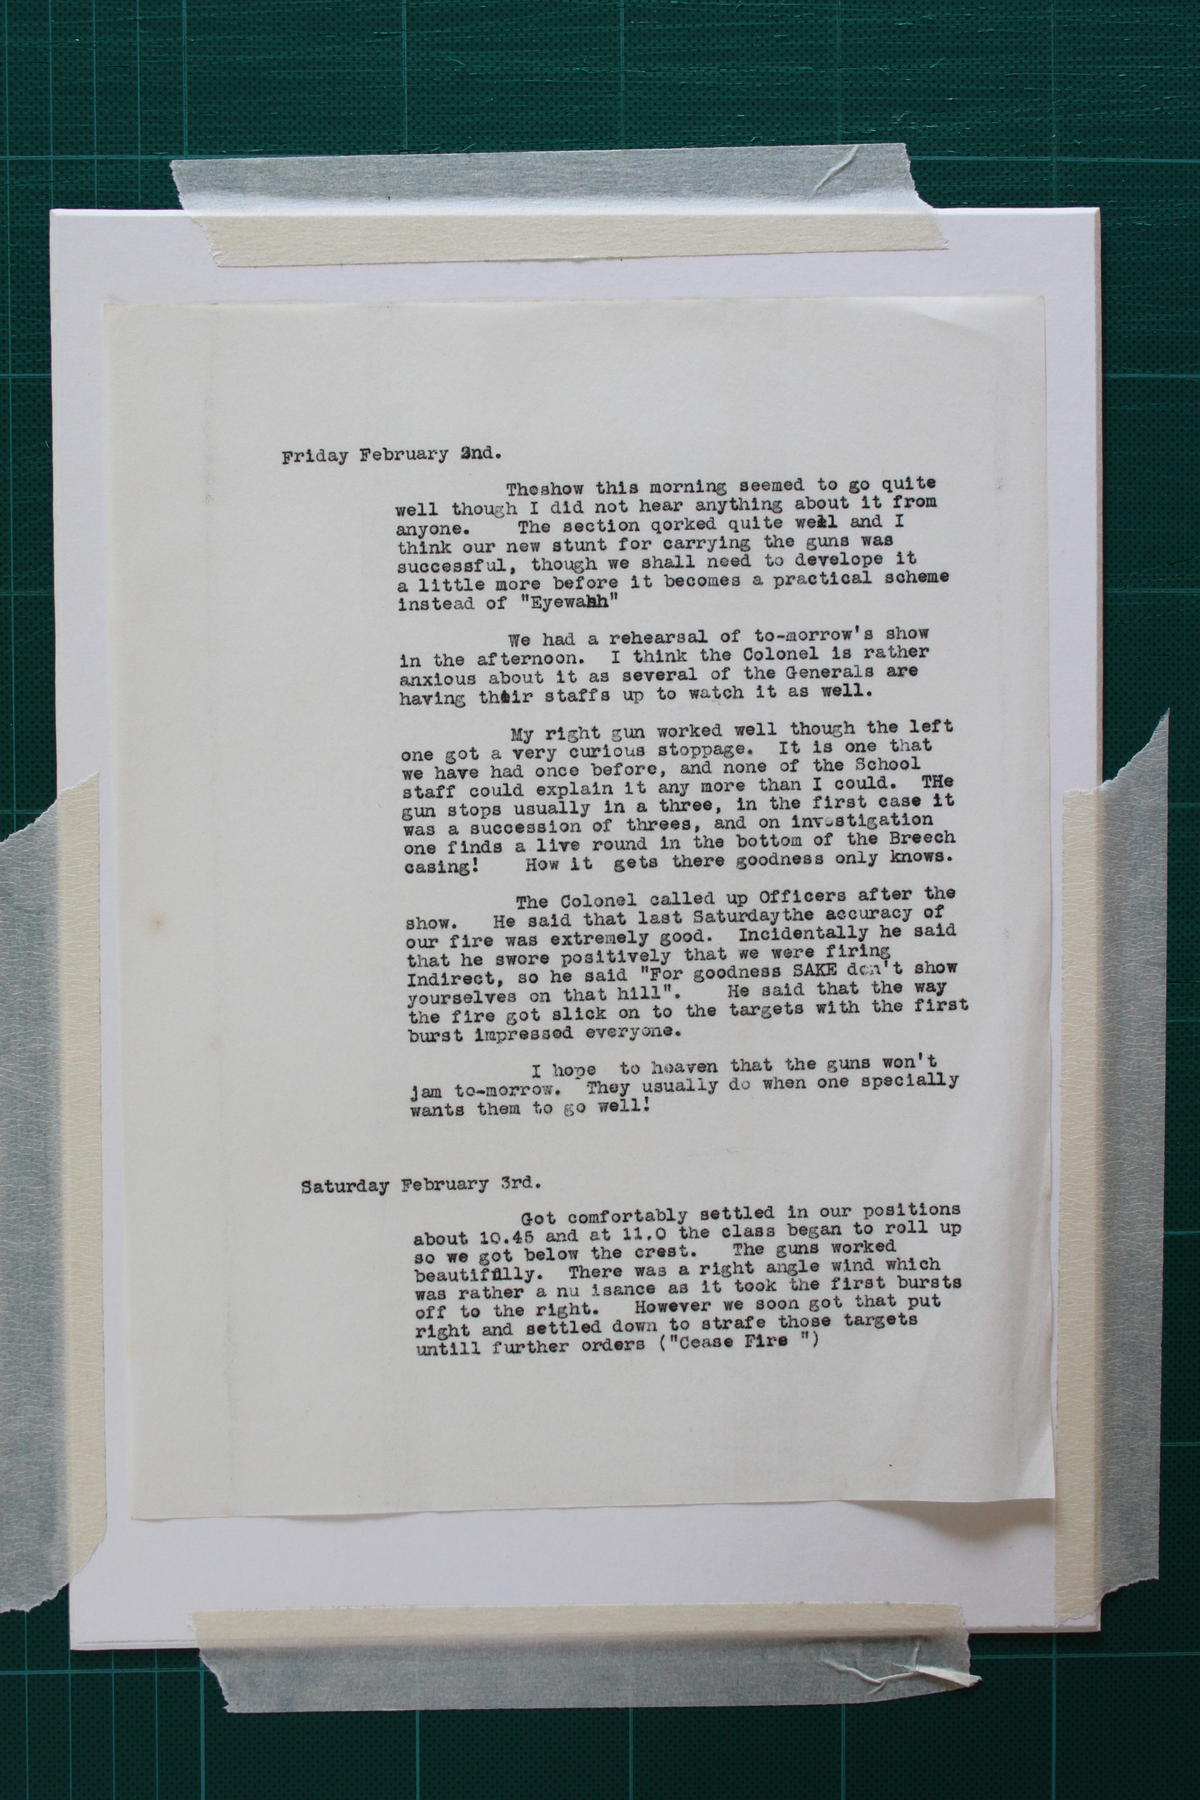 Friday February 2nd.
Theshow this morning seemed to go quite
well though I did not hear anything about it from
anyone. The section qorked quite well and I
think our new stunt for carrying the guns was
successful, though we shall need to develope it
a little more before it becomes a practical scheme
instead of "Eyewahh"
We had a rehearsal of to-morrow's show
in the afternoon. I think the Colonel is rather
anxious about it as several of the Generals are
having their staffs up to watch it as well.
My right gun worked well though the left
one got a very curious stoppage. It is one that
we have had once before, and none of the School
staff could explain it any more than I could. THe
gun stops usually in a three, in the first case it
was a succession of threes, and on investigation
one finds a live round in the bottom of the Breech
casing! How it gets there goodness only knows.
The Colonel called up Officers after the
show. He said that last Saturdaythe accuracy of
our fire was extremely good. Incidentally he said
that he swore positively that we were firing
Indirect, so he said "For goodness SAKE don't show
yourselves on that hill". He said that the way
the fire got slick on to the targets with the first
burst impressed everyone.
I hope to heaven that the guns won't
jam to-morrow. They usually do when one specially
wants them to go well!
Saturday February 3rd.
Got comfortably settled in our positions
about 10.45 and at 11.0 the class began to roll up
so we got below the crest. The guns worked
beautifully. There was a right angle wind which
was rather a nu isance as it took the first bursts
off to the right. However we soon got that put
right and settled down to strafe those targets
untill further orders ("Cease Fire ")